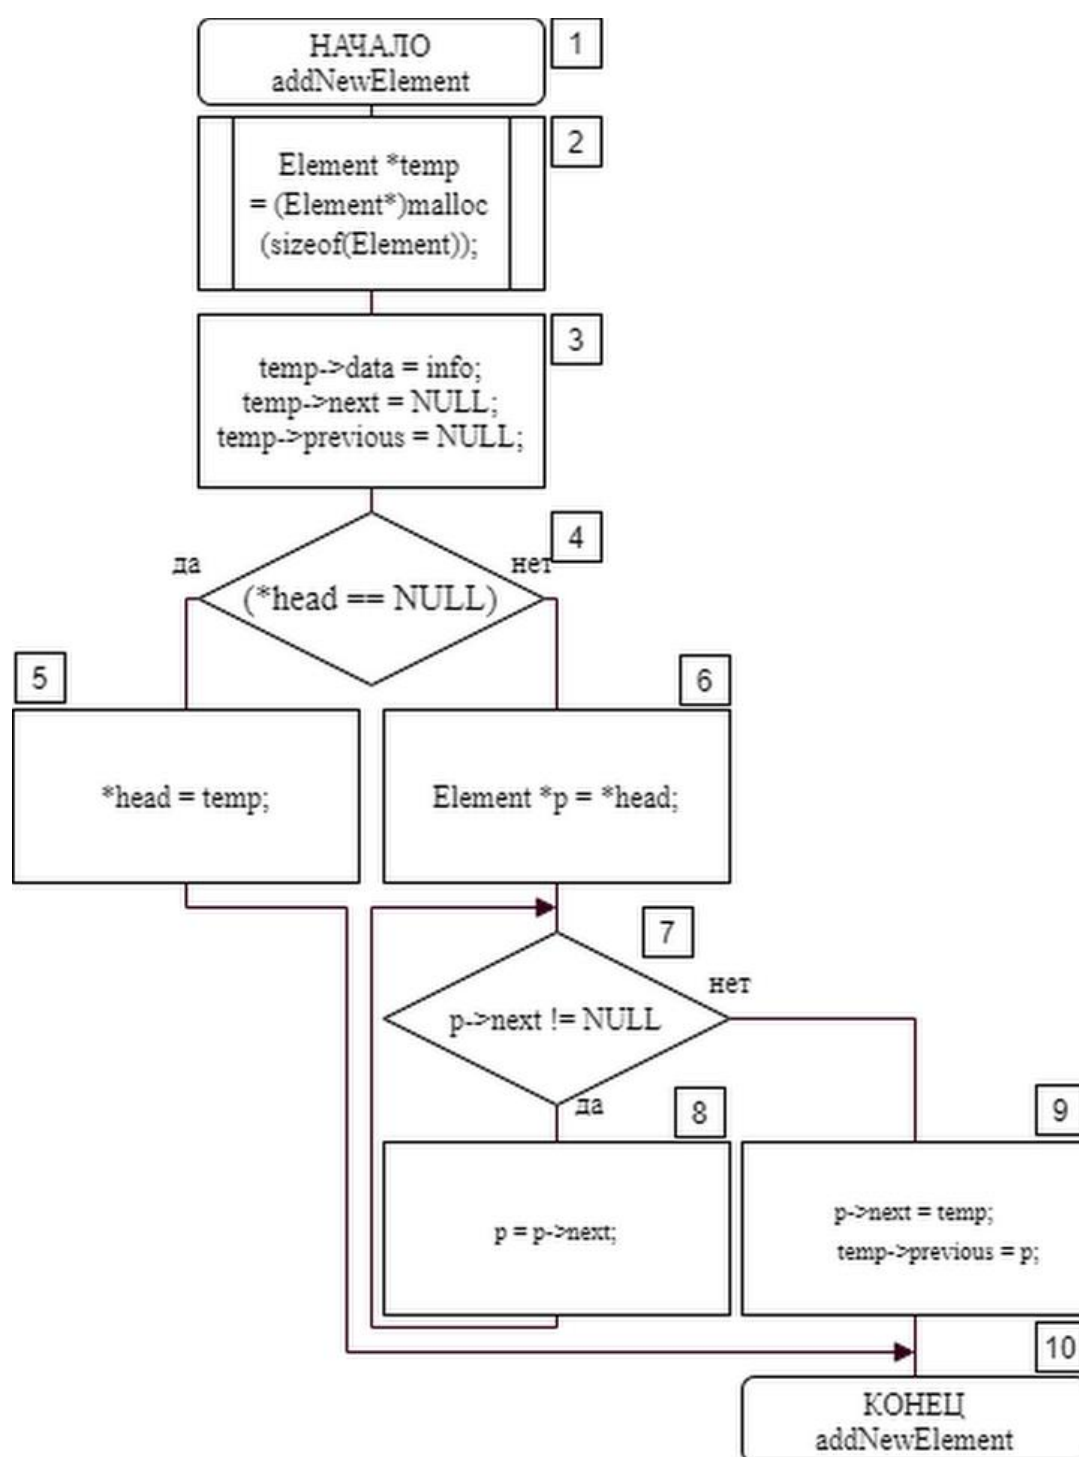 НАЧАЛО
addNewElement
1
Element *temp
= (Element*)malloc
(sizeof(Element));
2
temp->data = info;
temp->next = NULL;
temp->previous = NULL;
3
4
да
нет
(*head == NULL)
5
*head = temp;
6
Element *p = *head;
7
нет
p->next != NULL
да
8
p = p->next;
9
p->next = temp;
temp->previous = p;
10
КОНЕЦ
addNewElement